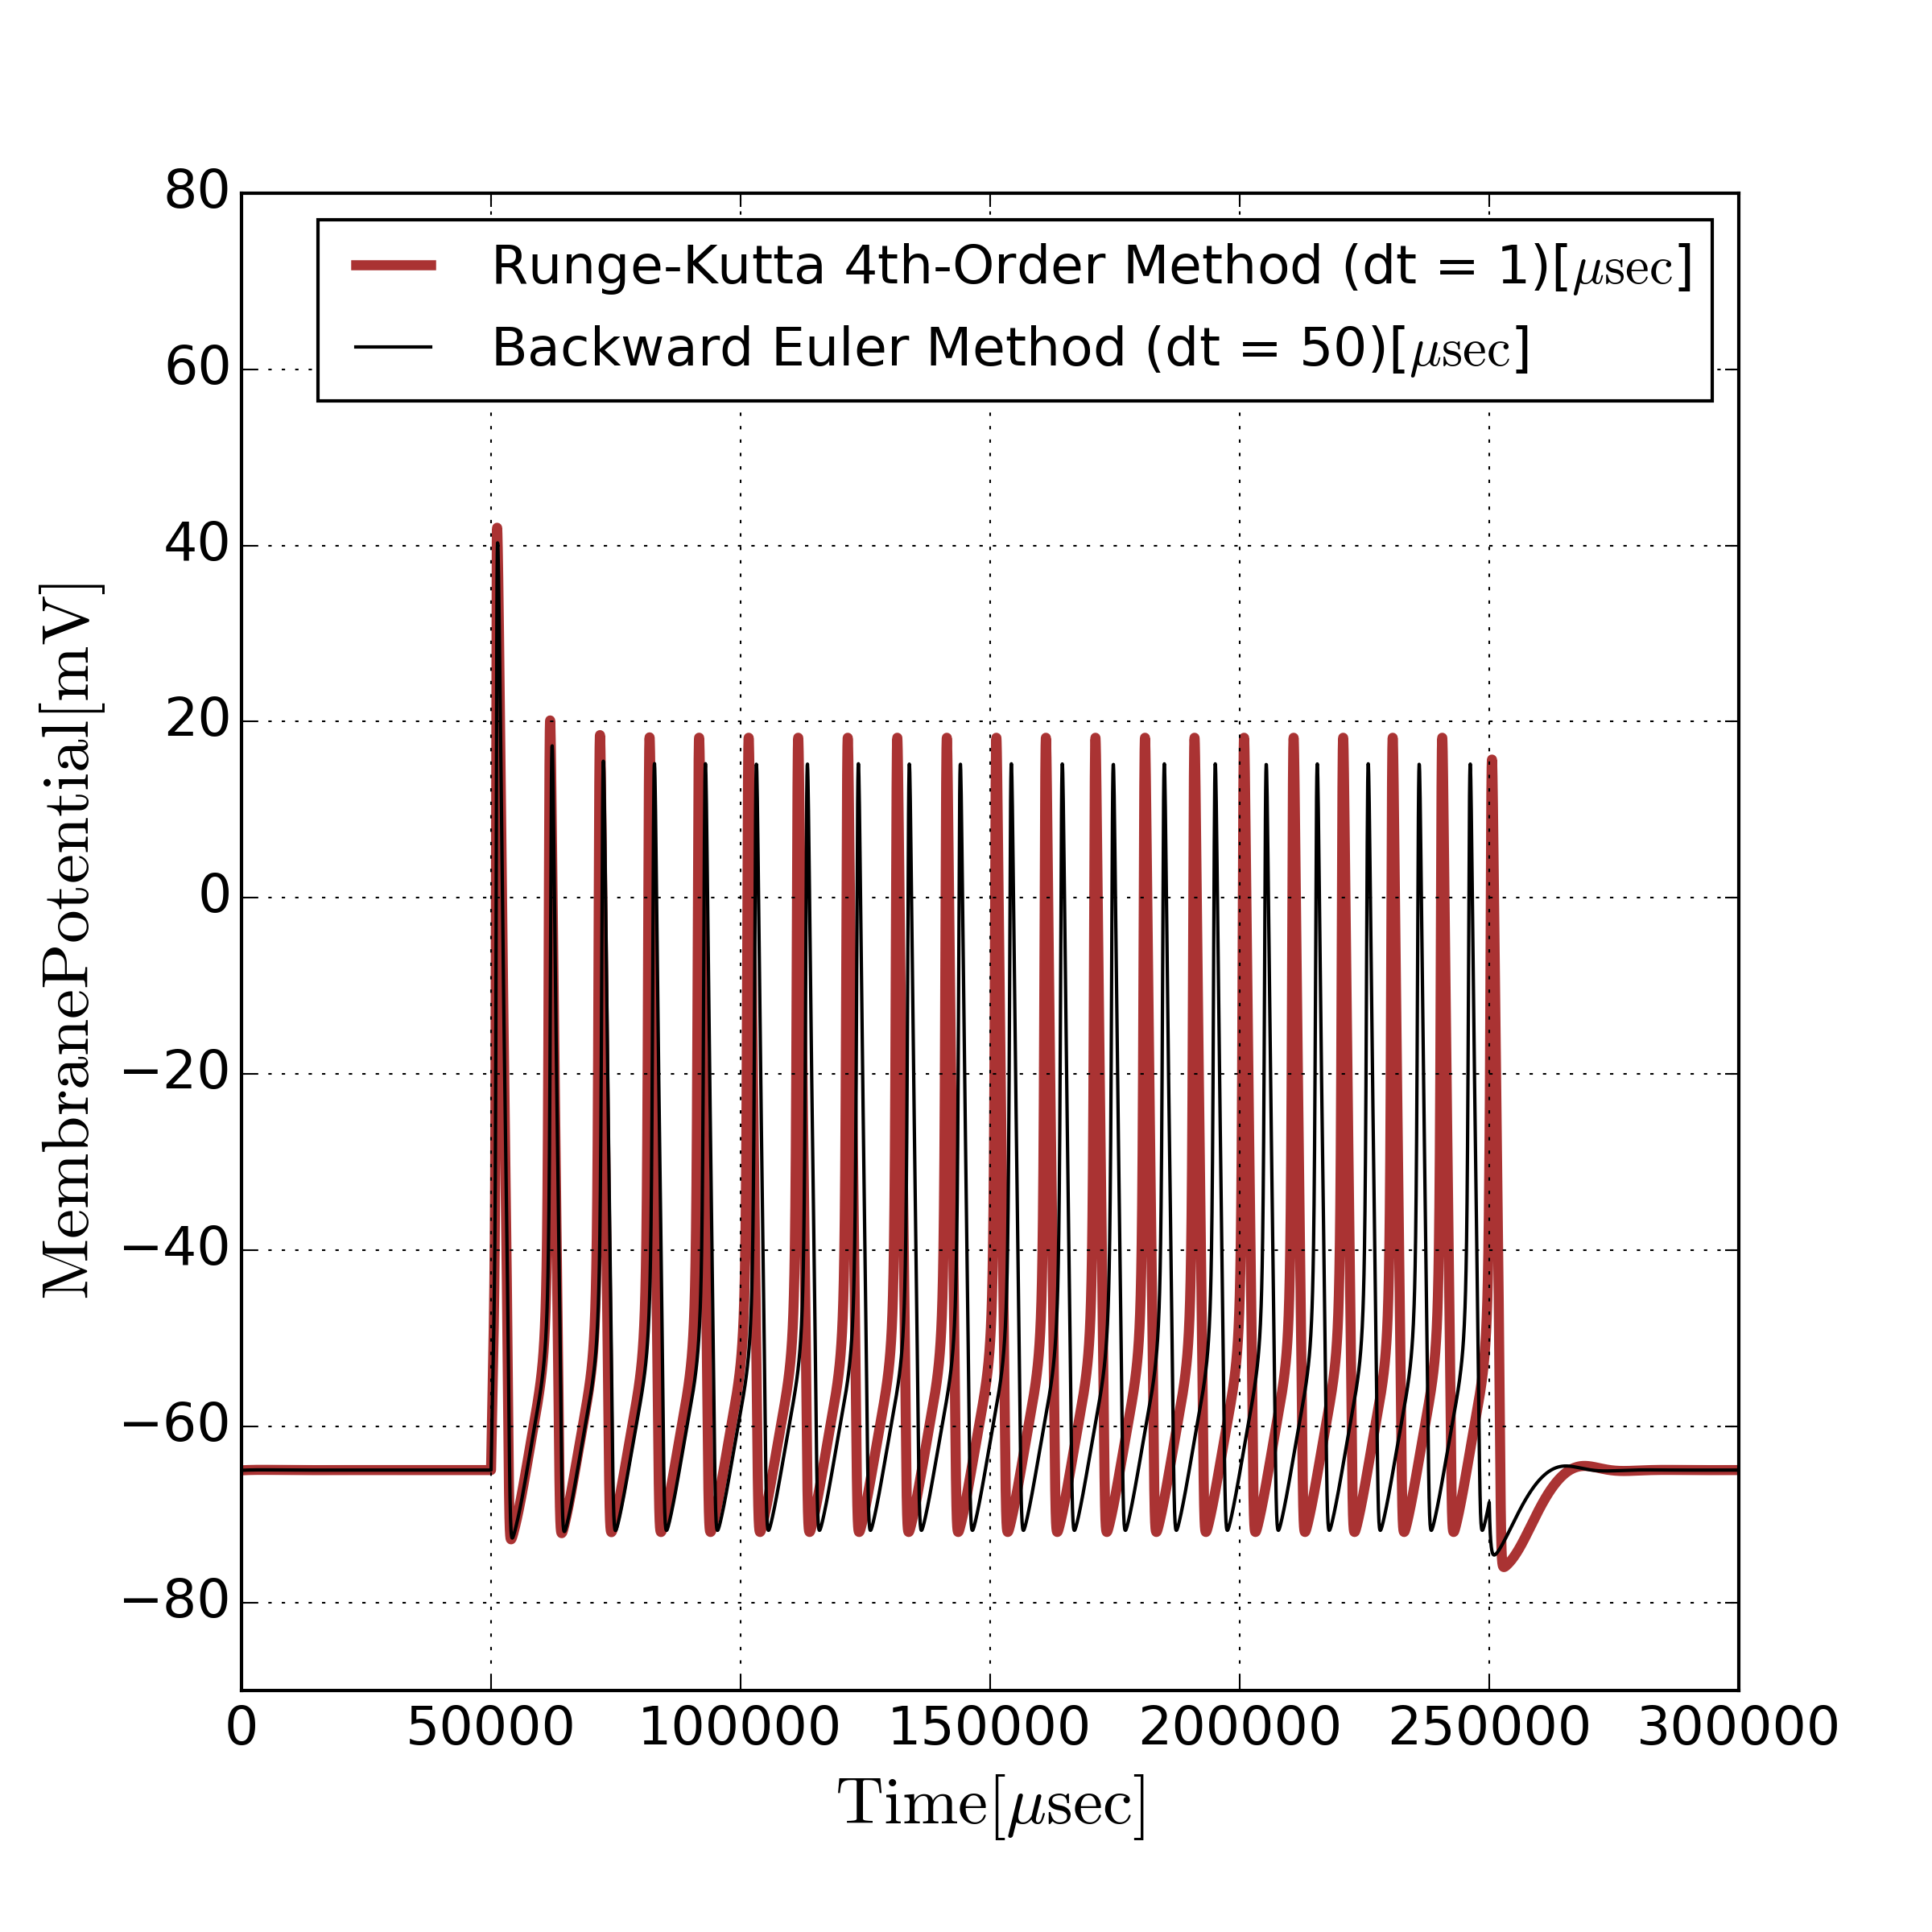 80
Runge-Kutta 4th-Order Method (dt = 1)[μsec]
Backward Euler Method (dt = 50)[μsec]
60
40
20
0
−20
−40
−60
−80
MembranePotential[mV]
0 50000 100000 150000 200000 250000 300000
Time[μsec]